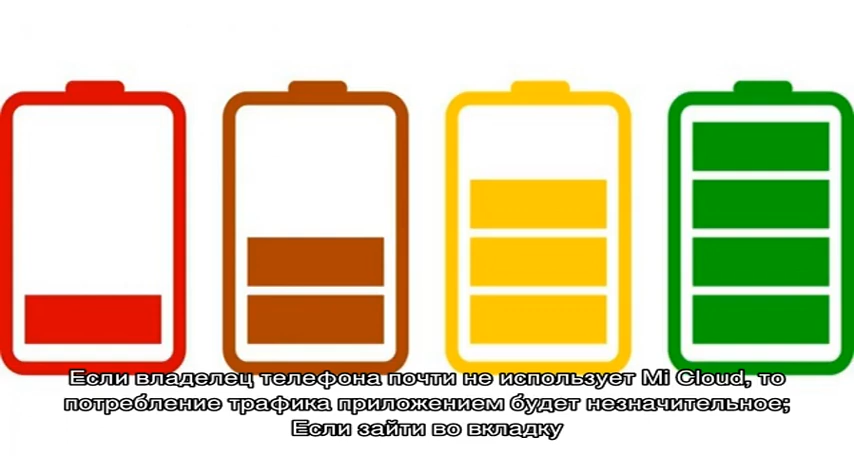 Если владелец телефона почти не использует Mi Cloud, то
потребление трафика приложением будет незначительное;
Если зайти во вкладку